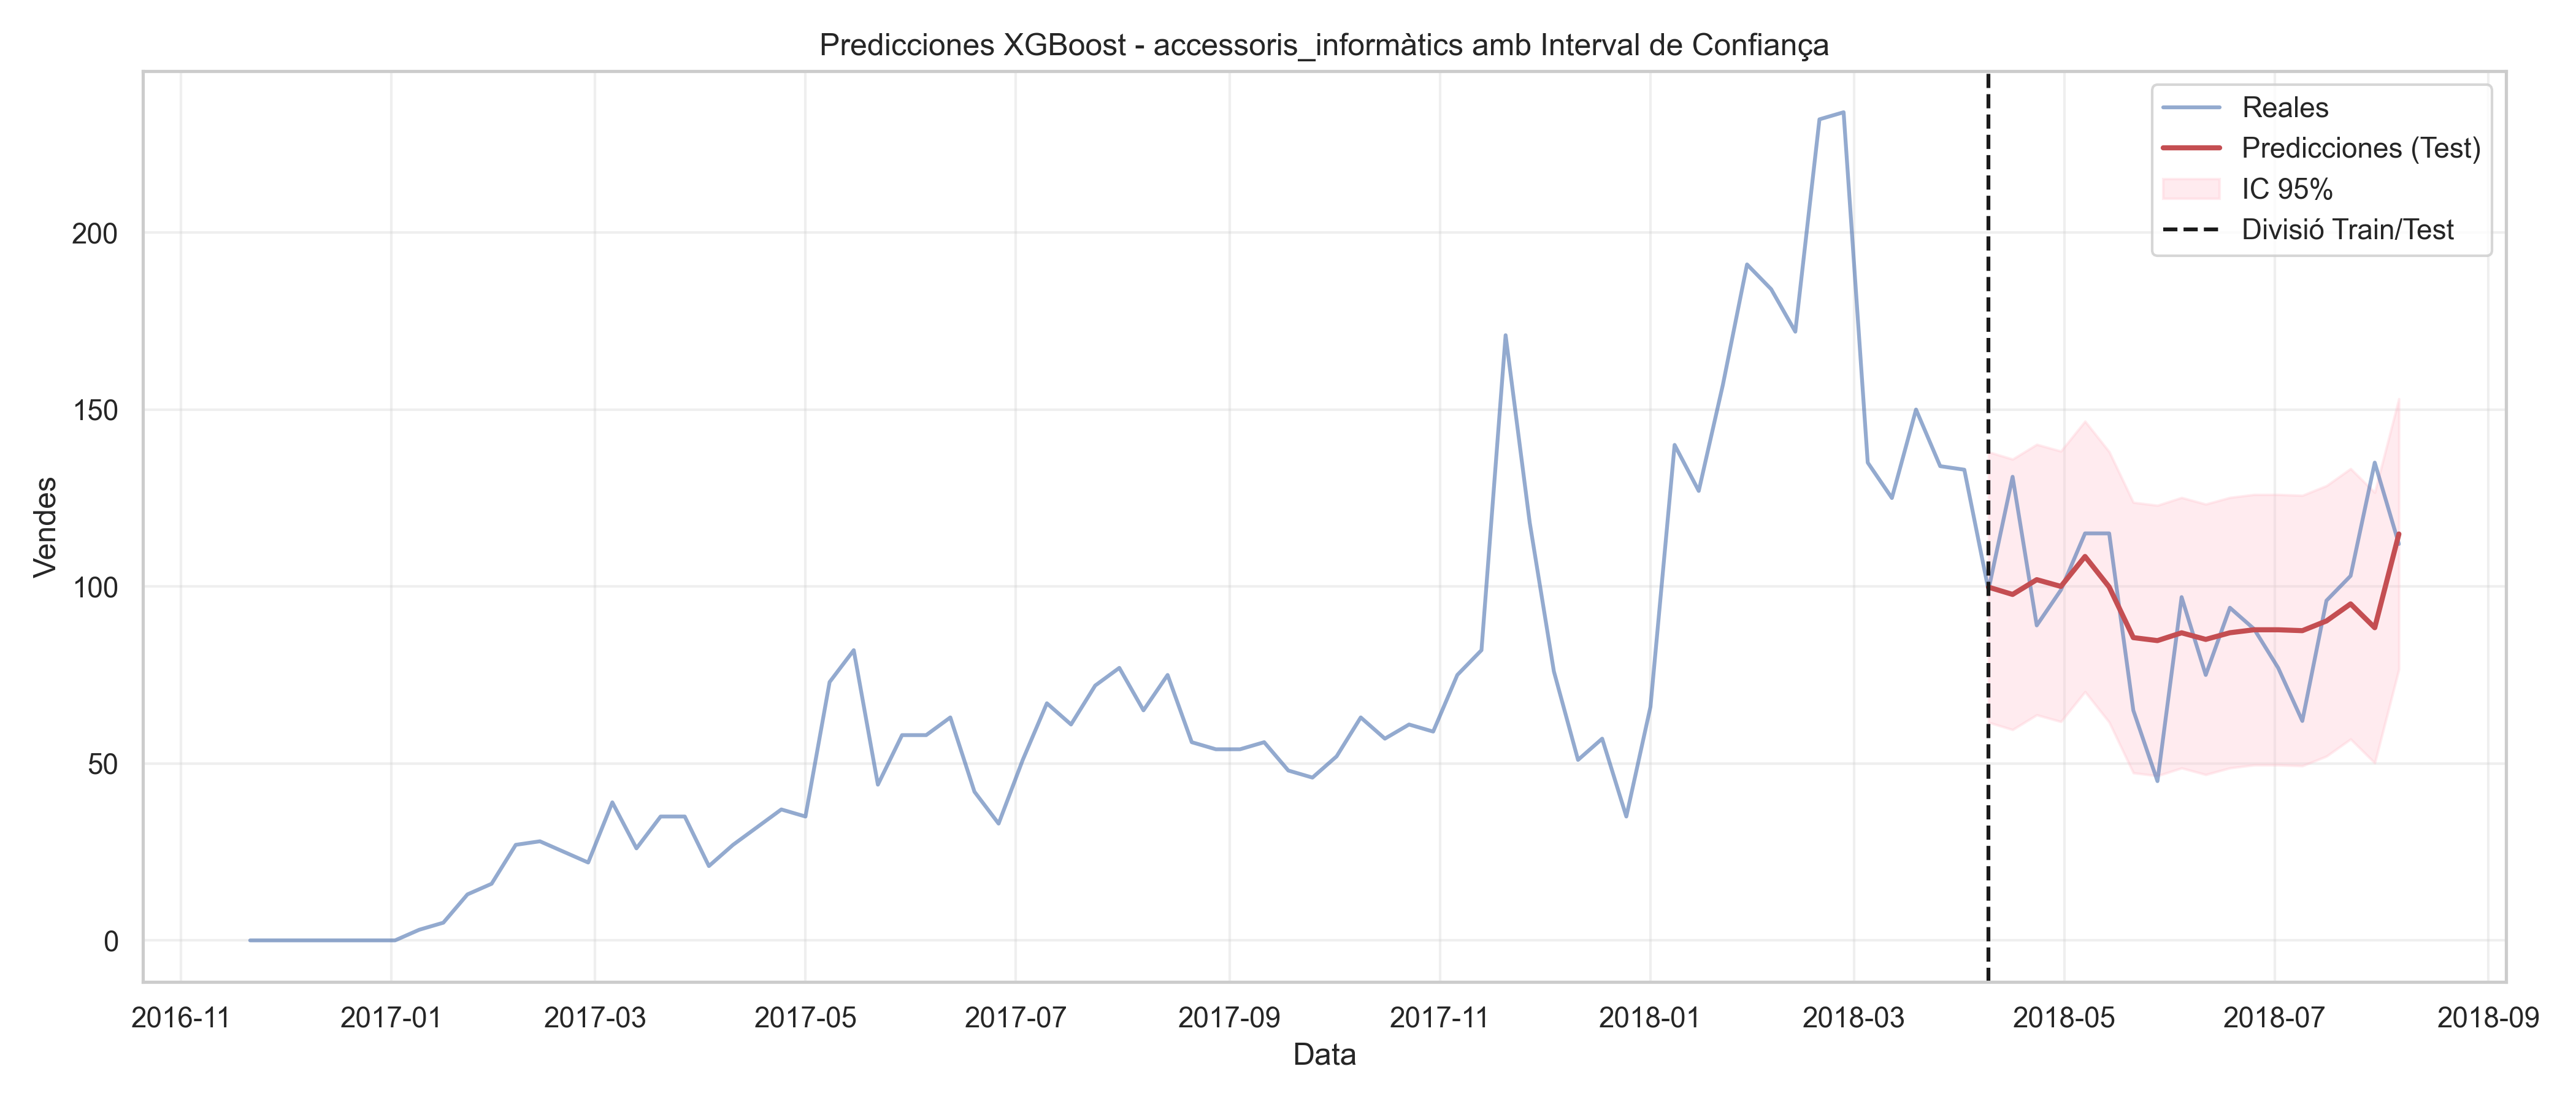 Predicciones XGBoost - accessoris_informàtics amb Interval de Confiança
Reales
Predicciones (Test)
IC 95%
Divisió Train/Test
Vendes
200
150
100
50
0
2016-11 2017-01 2017-03 2017-05 2017-07 2017-09 2017-11 2018-01 2018-03 2018-05 2018-07 2018-09
Data